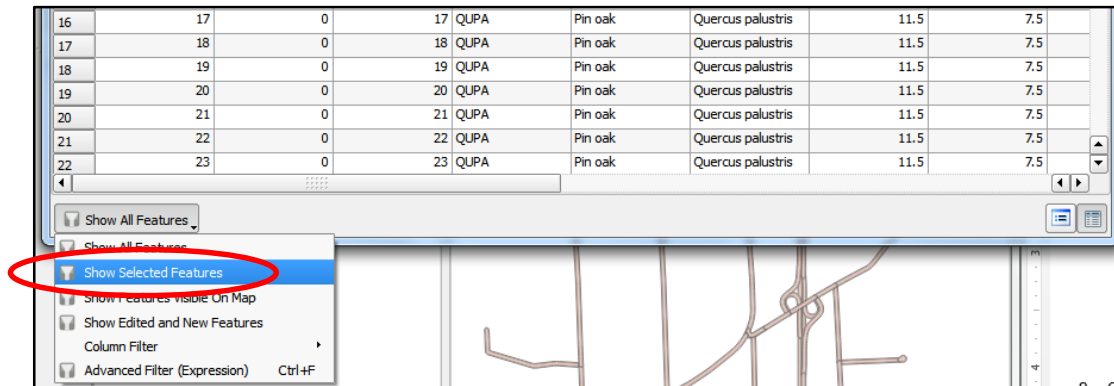 16 17 0 17 QUPA Pin oak Quercus palustris 11.5 7.5
17 18 0 18 QUPA Pin oak Quercus palustris 11.5 7.5
18 19 0 19 QUPA Pin oak Quercus palustris 11.5 7.5
19 20 0 20 QUPA Pin oak Quercus palustris 11.5 7.5
20 21 0 21 QUPA Pin oak Quercus palustris 11.5 7.5
21 22 0 22 QUPA Pin oak Quercus palustris 11.5 7.5
22 23 0 23 QUPA Pin oak Quercus palustris 11.5 7.5
Show All Features
Show All Features
Show Selected Features
Show Features Visible On Map
Show Edited and New Features
Column Filter
Advanced Filter (Expression) Ctrl+F
3
4